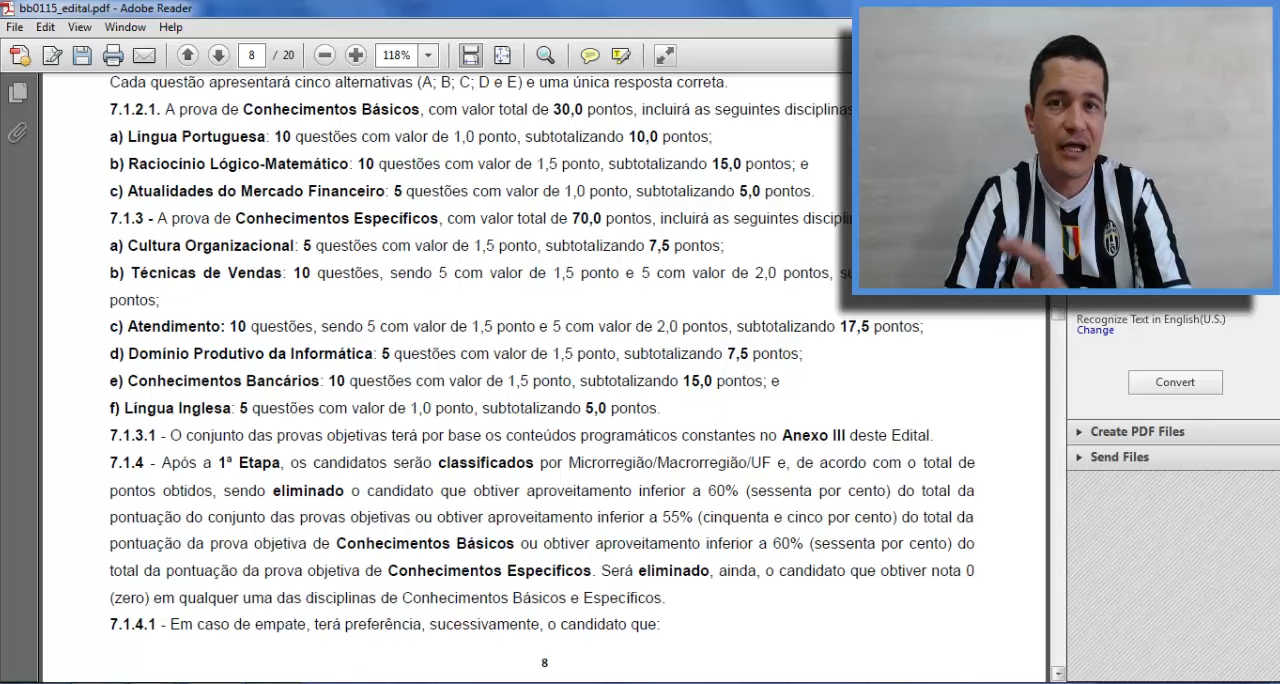 bb0115_edital.pdf - Adobe Reader
File Edit View Window Help
8 / 20 118%
Cada questão apresentará cinco alternativas (A; B; C; D e E) e uma única resposta correta.
7.1.2.1. A prova de Conhecimentos Básicos, com valor total de 30,0 pontos, incluirá as seguintes disciplinas
a) Língua Portuguesa: 10 questões com valor de 1,0 ponto, subtotalizando 10,0 pontos;
b) Raciocínio Lógico-Matemático: 10 questões com valor de 1,5 ponto, subtotalizando 15,0 pontos; e
c) Atualidades do Mercado Financeiro: 5 questões com valor de 1,0 ponto, subtotalizando 5,0 pontos.
7.1.3 - A prova de Conhecimentos Específicos, com valor total de 70,0 pontos, incluirá as seguintes
a) Cultura Organizacional: 5 questões com valor de 1,5 ponto, subtotalizando 7,5 pontos;
b) Técnicas de Vendas: 10 questões, sendo 5 com valor de 1,5 ponto e 5 com valor de 2,0 pontos,
pontos;
c) Atendimento: 10 questões, sendo 5 com valor de 1,5 ponto e 5 com valor de 2,0 pontos, subtotalizando 17,5 pontos;
d) Domínio Produtivo da Informática: 5 questões com valor de 1,5 ponto, subtotalizando 7,5 pontos;
e) Conhecimentos Bancários: 10 questões com valor de 1,5 ponto, subtotalizando 15,0 pontos; e
f) Língua Inglesa: 5 questões com valor de 1,0 ponto, subtotalizando 5,0 pontos.
7.1.3.1 - O conjunto das provas objetivas terá por base os conteúdos programáticos constantes no Anexo III deste Edital.
7.1.4 - Após a 1ª Etapa, os candidatos serão classificados por Microrregião/Macrorregião/UF e, de acordo com o total de
pontos obtidos, sendo eliminado o candidato que obtiver aproveitamento inferior a 60% (sessenta por cento) do total da
pontuação do conjunto das provas objetivas ou obtiver aproveitamento inferior a 55% (cinquenta e cinco por cento) do total da
pontuação da prova objetiva de Conhecimentos Básicos ou obtiver aproveitamento inferior a 60% (sessenta por cento) do
total da pontuação da prova objetiva de Conhecimentos Específicos. Será eliminado, ainda, o candidato que obtiver nota 0
(zero) em qualquer uma das disciplinas de Conhecimentos Básicos e Específicos.
7.1.4.1 - Em caso de empate, terá preferência, sucessivamente, o candidato que:
8
Recognize Text in English(U.S.)
Change
Convert
Create PDF Files
Send Files